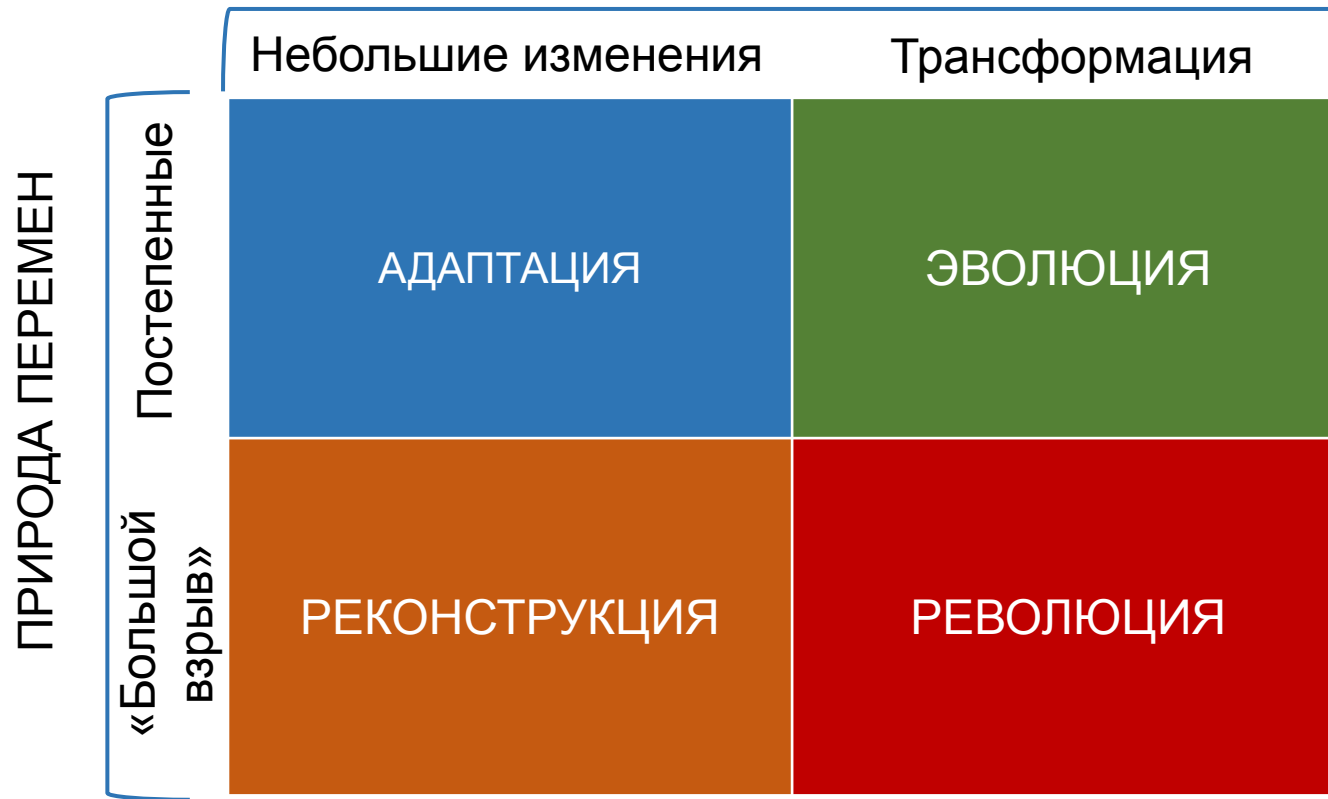 Небольшие изменения
Трансформация
ПРИРОДА ПЕРЕМЕН
Постепенные
АДАПТАЦИЯ
ЭВОЛЮЦИЯ
«Большой
взрыв»
РЕКОНСТРУКЦИЯ
РЕВОЛЮЦИЯ